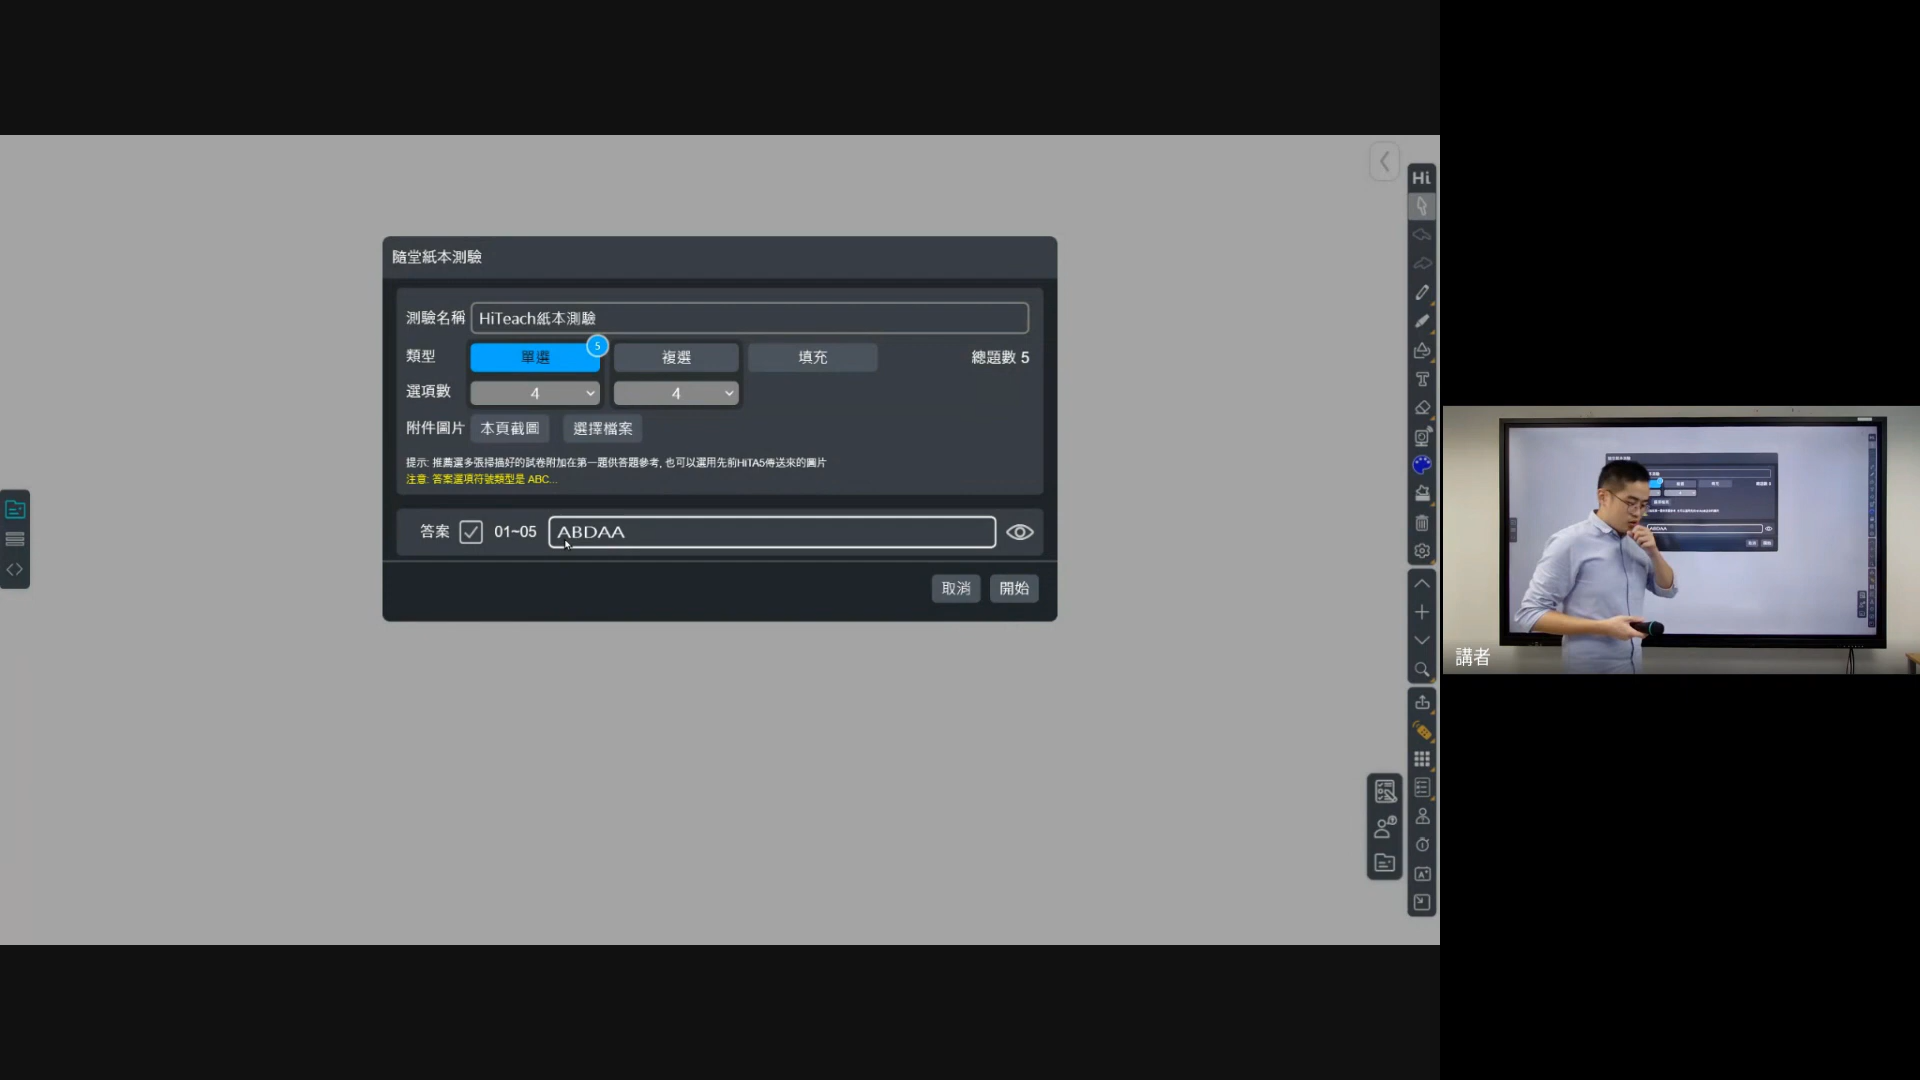 Hi
隨堂紙本測驗
測驗名稱 HiTeach紙本測驗
類型 單選 5 複選 填充 總題數 5
選項數 4 4
附件圖片 本頁截圖 選擇檔案
提示: 推薦選多張掃描好的試卷附加在第一題供答題參考, 也可以選用先前HiTA5傳送來的圖片
注意: 答案選項符號類型是 ABC...
答案 01~05 ABDAA
取消 開始
講者